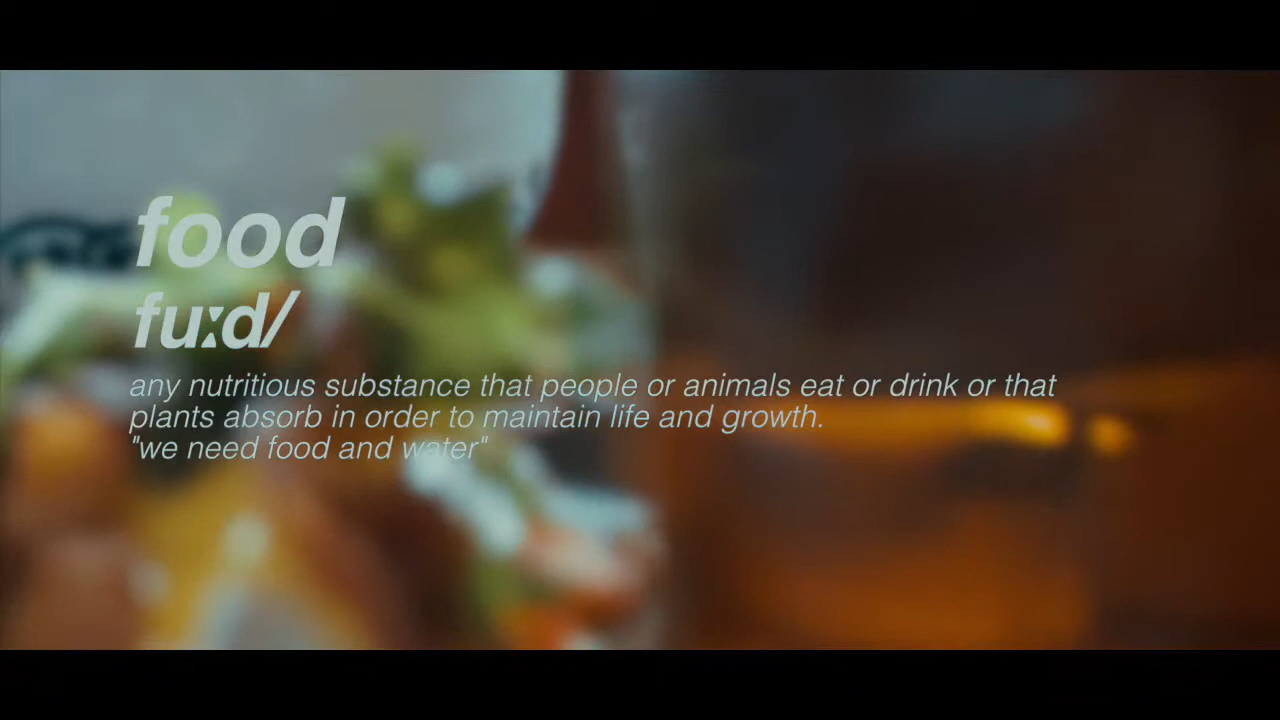 food
fuːd/
any nutritious substance that people or animals eat or drink or that
plants absorb in order to maintain life and growth.
"we need food and water"